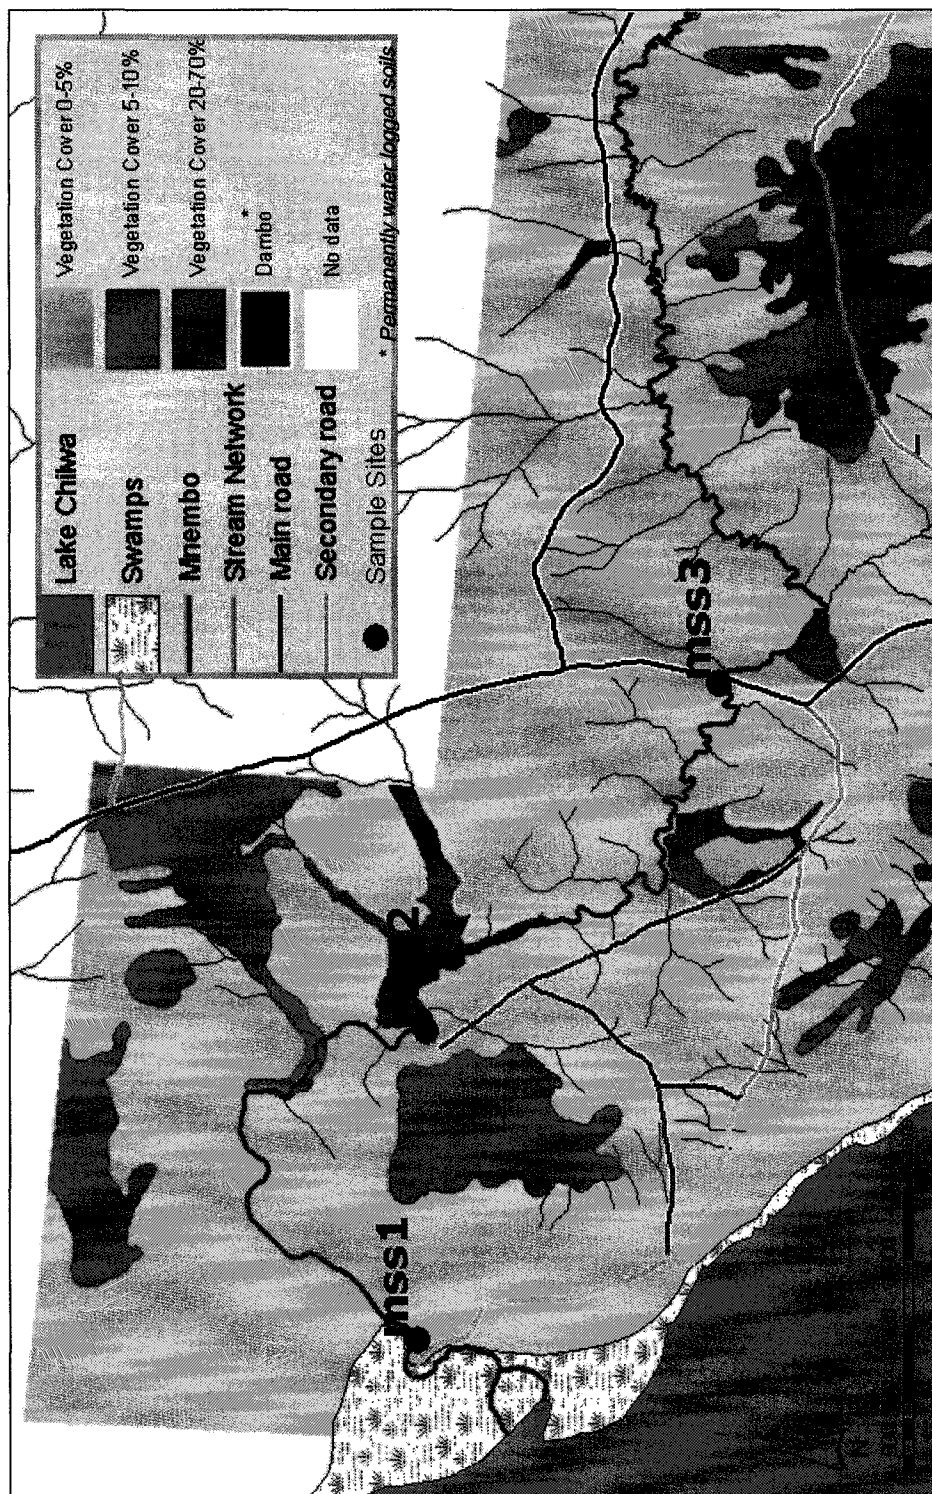 Lake Chilwa
Swamps
Mnembo
Stream Network
Main road
Secondary road
Sample Sites
Vegetation Cover 0-5%
Vegetation Cover 5-10%
Vegetation Cover 20-70%
Dambo *
No data
* Permanently water logged soils
mss1
2
mss3
N